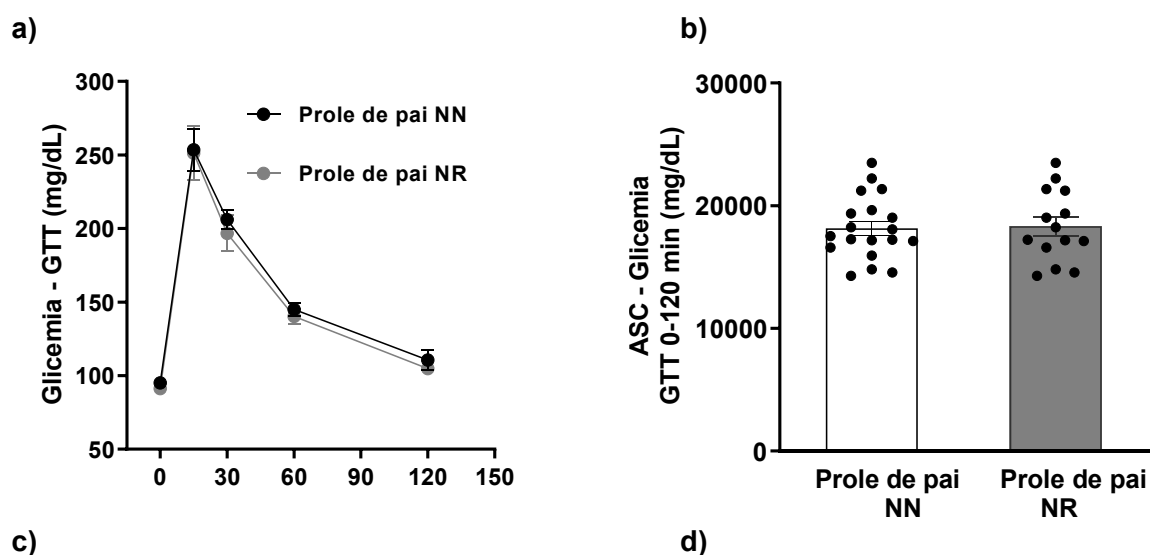 a)
Glicemia - GTT (mg/dL)
300
250
200
150
100
50
0
30
60
90
120
150
Prole de pai NN
Prole de pai NR
b)
ASC - Glicemia
GTT 0-120 min (mg/dL)
30000
20000
10000
0
Prole de pai
NN
Prole de pai
NR
c)
d)